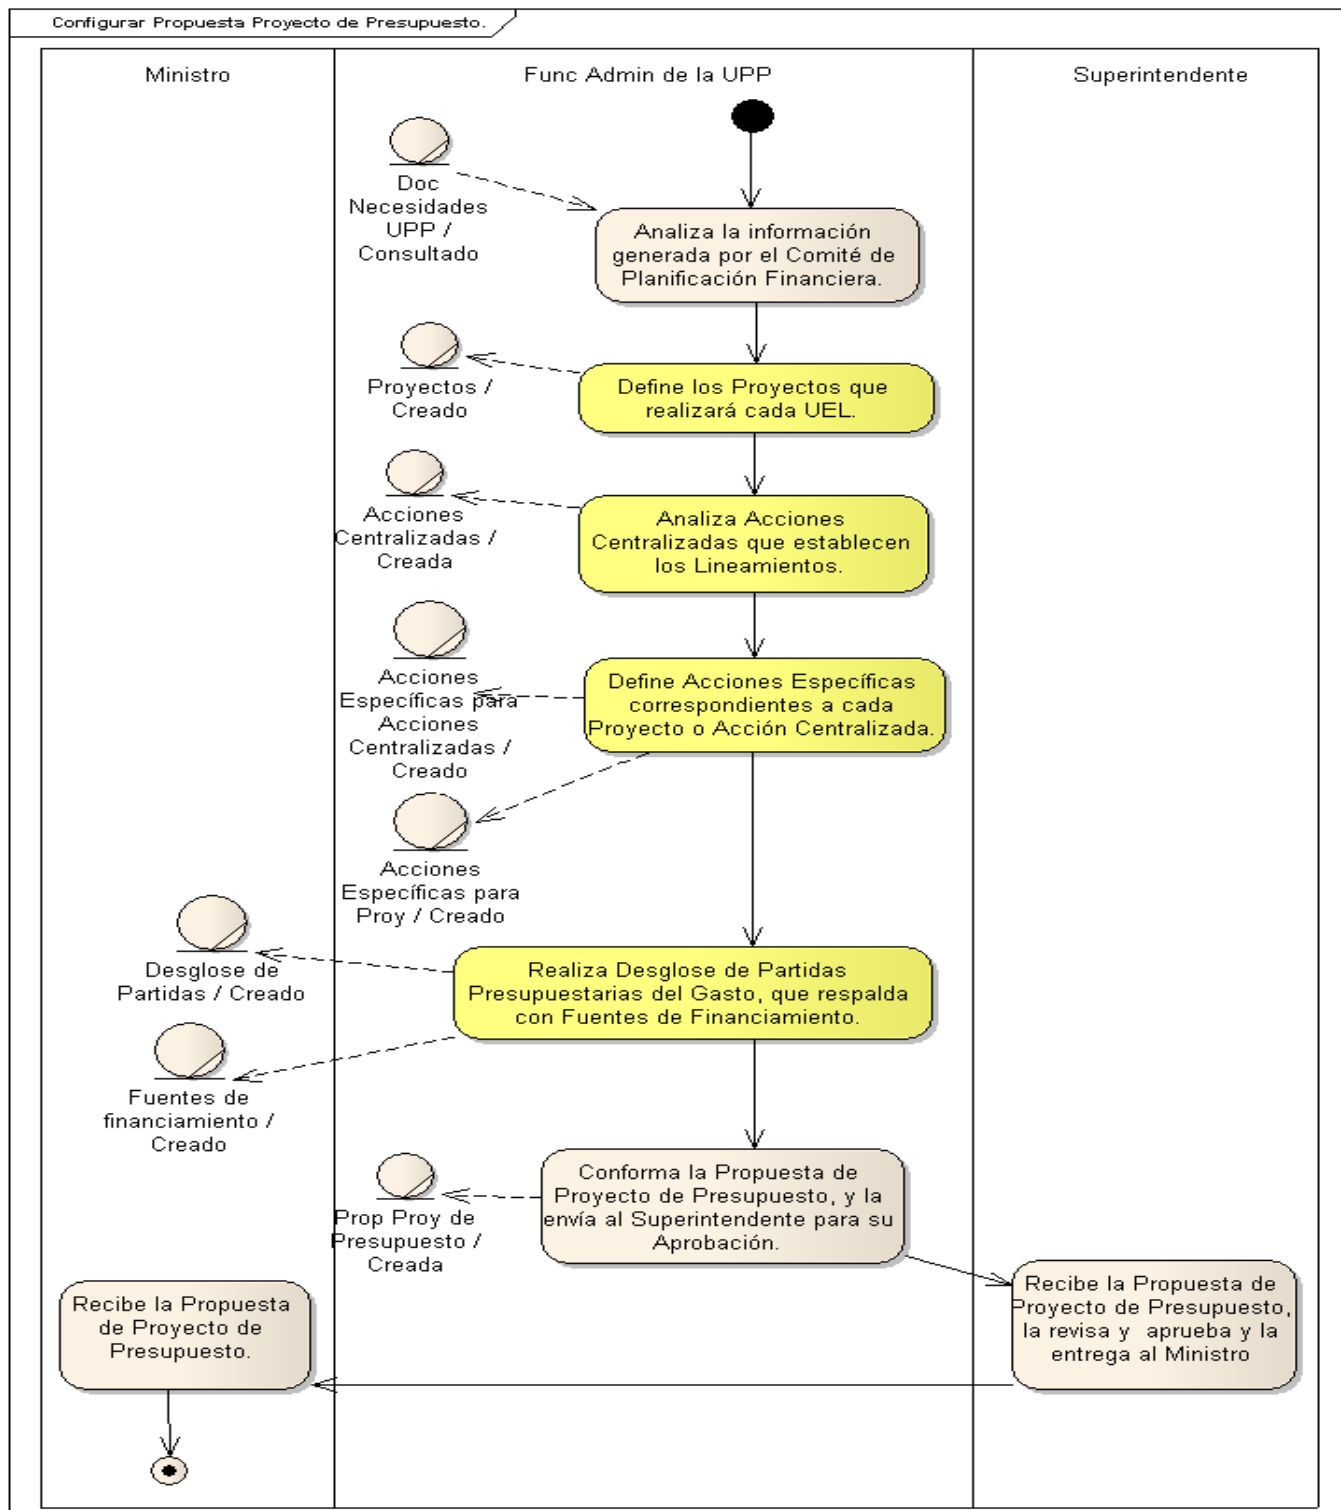 Configurar Propuesta Proyecto de Presupuesto.
Ministro
Func Admin de la UPP
Superintendente
Doc
Necesidades
UPP /
Consultado
Analiza la información
generada por el Comité de
Planificación Financiera.
Proyectos /
Creado
Define los Proyectos que
realizará cada UEL.
Acciones
Centralizadas /
Creada
Analiza Acciones
Centralizadas que establecen
los Lineamientos.
Acciones
Específicas para
Acciones
Centralizadas /
Creado
Define Acciones Específicas
correspondientes a cada
Proyecto o Acción Centralizada.
Acciones
Específicas para
Proy / Creado
Desglose de
Partidas / Creado
Realiza Desglose de Partidas
Presupuestarias del Gasto, que respalda
con Fuentes de Financiamiento.
Fuentes de
financiamiento /
Creado
Prop Proy de
Presupuesto /
Creada
Conforma la Propuesta de
Proyecto de Presupuesto, y la
envía al Superintendente para su
Aprobación.
Recibe la Propuesta de
Proyecto de Presupuesto,
la revisa y  aprueba y la
entrega al Ministro
Recibe la Propuesta
de Proyecto de
Presupuesto.